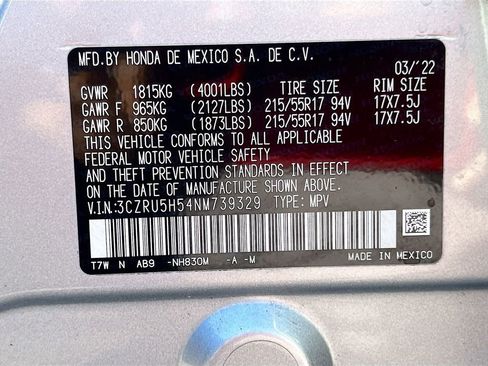 MFD.BY HONDA DE MEXICO S.A. DE C.V.
03/'22
GVWR 1815KG (4001LBS) TIRE SIZE RIM SIZE
GAWR F 965KG (2127LBS) 215/55R17 94V 17X7.5J
GAWR R 850KG (1873LBS) 215/55R17 94V 17X7.5J
THIS VEHICLE CONFORMS TO ALL APPLICABLE
FEDERAL MOTOR VEHICLE SAFETY
AND THEFT PREVENTION STANDARDS IN EFFECT
ON THE DATE OF MANUFACTURE SHOWN ABOVE.
V.I.N:3CZRU5H54NM739329 TYPE: MPV
T7W N AB9 -NH830M -A -M
MADE IN MEXICO